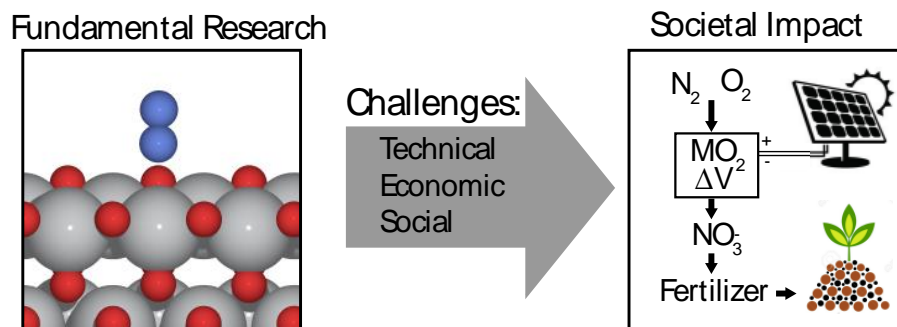 Fundamental Research
Challenges:
Technical
Economic
Social
Societal Impact
N₂ O₂
MO₂
ΔV
+
-
NO₃⁻
Fertilizer